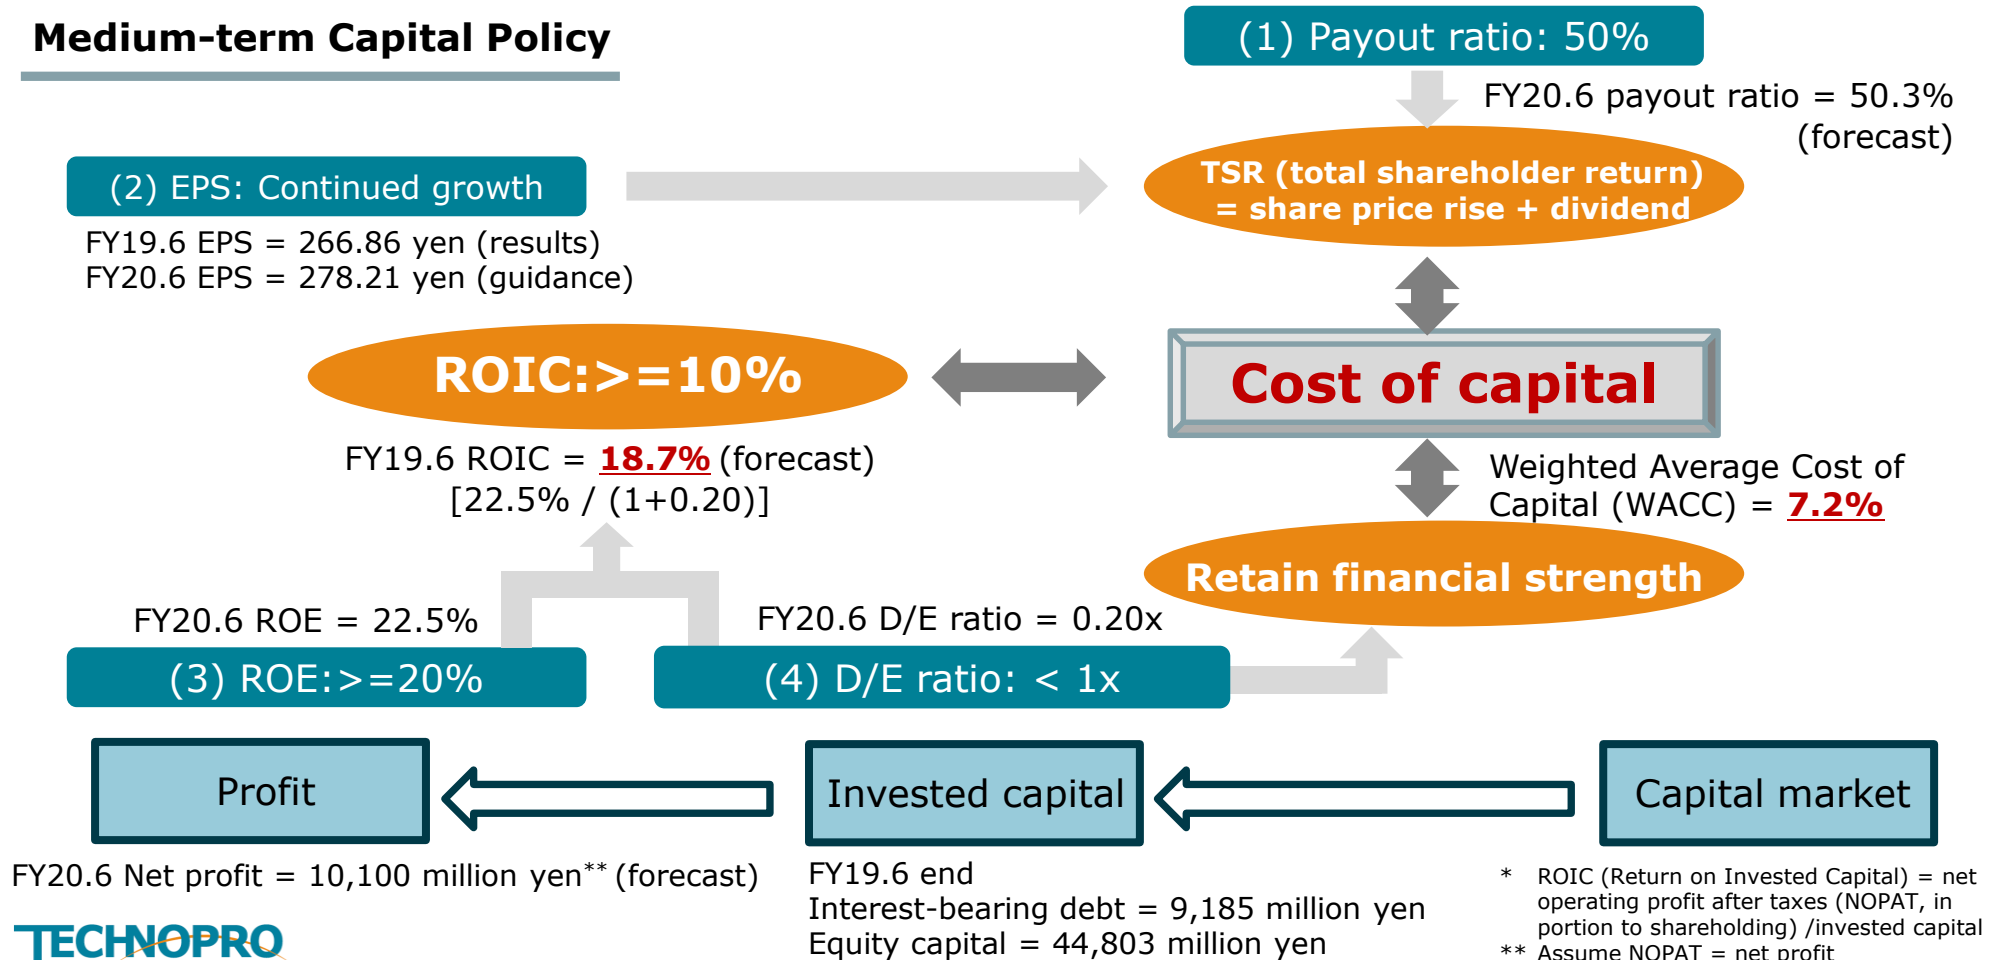 Medium-term Capital Policy
(1) Payout ratio: 50%
FY20.6 payout ratio = 50.3%
(forecast)
(2) EPS: Continued growth
FY19.6 EPS = 266.86 yen (results)
FY20.6 EPS = 278.21 yen (guidance)
TSR (total shareholder return)
= share price rise + dividend
ROIC:>=10%
FY19.6 ROIC = 18.7% (forecast)
[22.5% / (1+0.20)]
Cost of capital
Weighted Average Cost of
Capital (WACC) = 7.2%
Retain financial strength
FY20.6 ROE = 22.5%
(3) ROE:>=20%
FY20.6 D/E ratio = 0.20x
(4) D/E ratio: < 1x
Profit
Invested capital
Capital market
FY20.6 Net profit = 10,100 million yen** (forecast)
FY19.6 end
Interest-bearing debt = 9,185 million yen
Equity capital = 44,803 million yen
* ROIC (Return on Invested Capital) = net
operating profit after taxes (NOPAT, in
portion to shareholding) /invested capital
** Assume NOPAT = net profit
TECHNOPRO